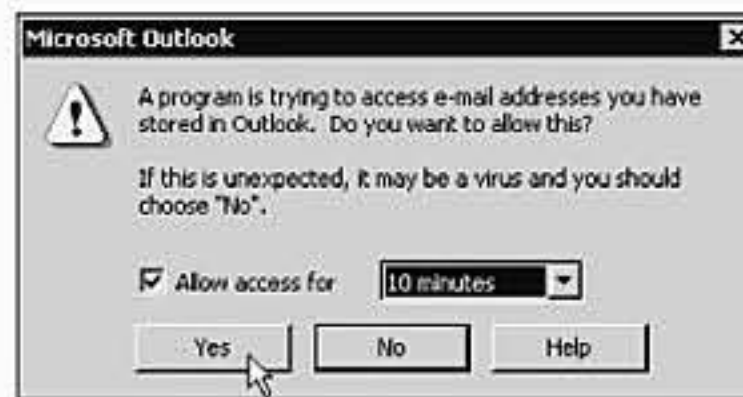 Microsoft Outlook
A program is trying to access e-mail addresses you have
stored in Outlook. Do you want to allow this?
If this is unexpected, it may be a virus and you should
choose "No".
Allow access for 10 minutes
Yes No Help